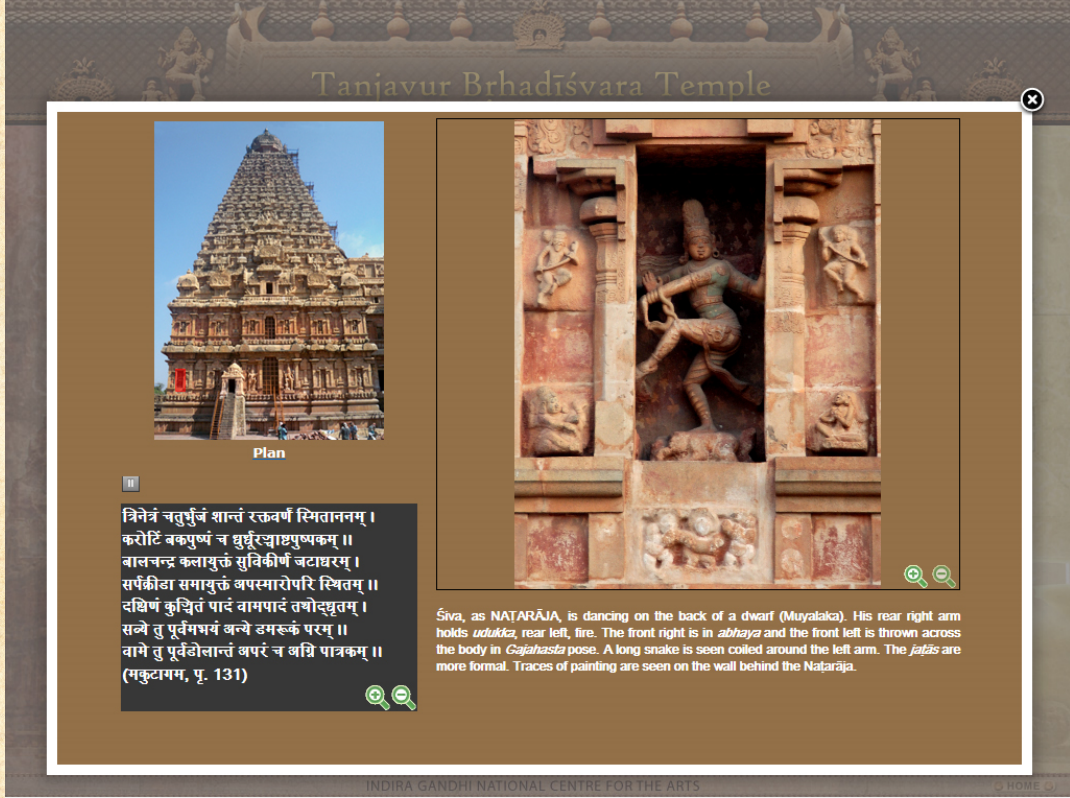 Tanjavur Brhadīśvara Temple
Plan
त्रिनेत्रं चतुर्भुजं शान्तं रक्तवर्णं स्मिताननम् ।
करोटिं बकपुष्पं च धुर्धूरञ्चाष्टपुष्पकम् ॥
बालचन्द्र कलायुक्तं सुविकीर्ण जटाधरम् ।
सर्पक्रीडा समायुक्तं अपस्मारोपरि स्थितम् ॥
दक्षिणं कुञ्चितं पादं वामपादं तथोद्धृतम् ।
सव्ये तु पूर्वमभयं अन्ये डमरूकं परम् ॥
वामे तु पूर्वडोलान्तं अपरं च अग्नि पात्रकम् ॥
(मकुटागम, पृ. 131)
Śiva, as NAṬARĀJA, is dancing on the back of a dwarf (Muyalaka). His rear right arm
holds udukka, rear left, fire. The front right is in abhaya and the front left is thrown across
the body in Gajahasta pose. A long snake is seen coiled around the left arm. The jaṭās are
more formal. Traces of painting are seen on the wall behind the Naṭarāja.
INDIRA GANDHI NATIONAL CENTRE FOR THE ARTS
HOME